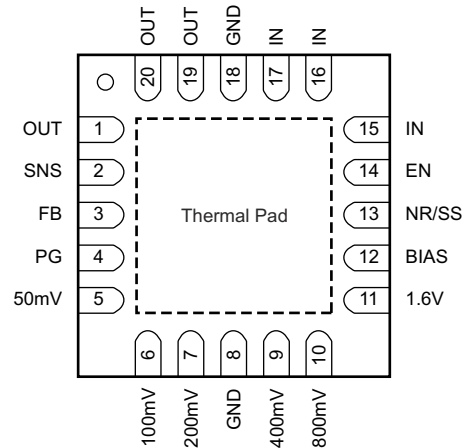 OUT
OUT
GND
IN
IN
20
19
18
17
16
OUT 1
15 IN
SNS 2
14 EN
FB 3
Thermal Pad
13 NR/SS
PG 4
12 BIAS
50mV 5
11 1.6V
6
7
8
9
10
100mV
200mV
GND
400mV
800mV